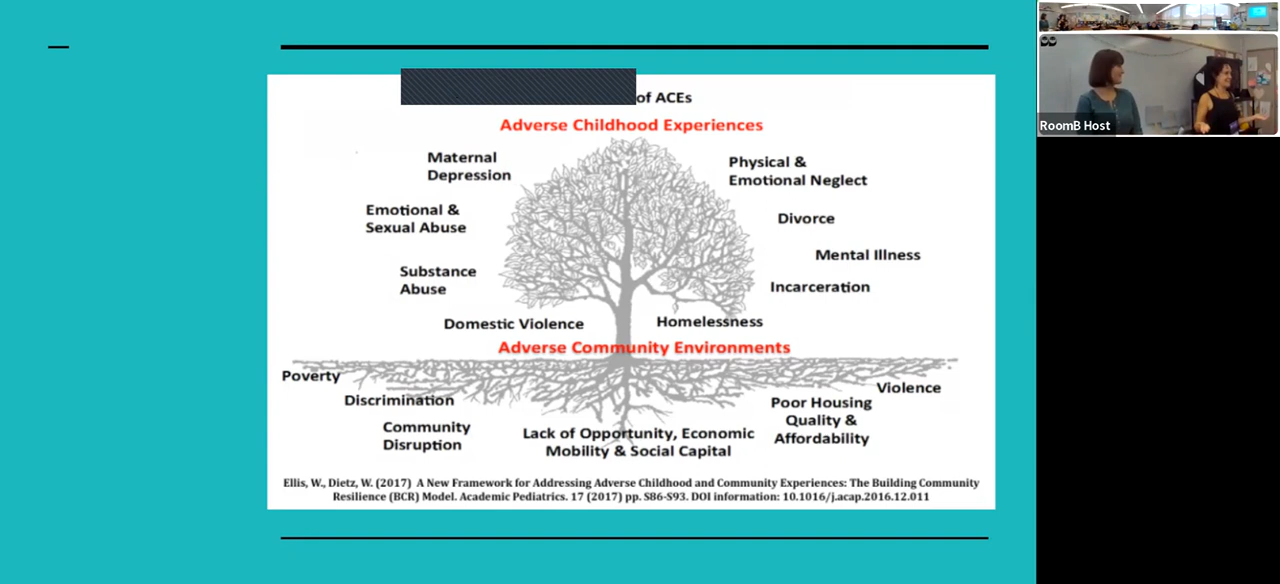 of ACEs
Adverse Childhood Experiences
Maternal
Depression
Physical &
Emotional Neglect
Emotional &
Sexual Abuse
Divorce
Mental Illness
Substance
Abuse
Incarceration
Domestic Violence
Homelessness
Adverse Community Environments
Poverty
Discrimination
Community
Disruption
Lack of Opportunity, Economic
Mobility & Social Capital
Violence
Poor Housing
Quality &
Affordability
Ellis, W., Dietz, W. (2017) A New Framework for Addressing Adverse Childhood and Community Experiences: The Building Community
Resilience (BCR) Model. Academic Pediatrics. 17 (2017) pp. S86-S93. DOI information: 10.1016/j.acap.2016.12.011
RoomB Host